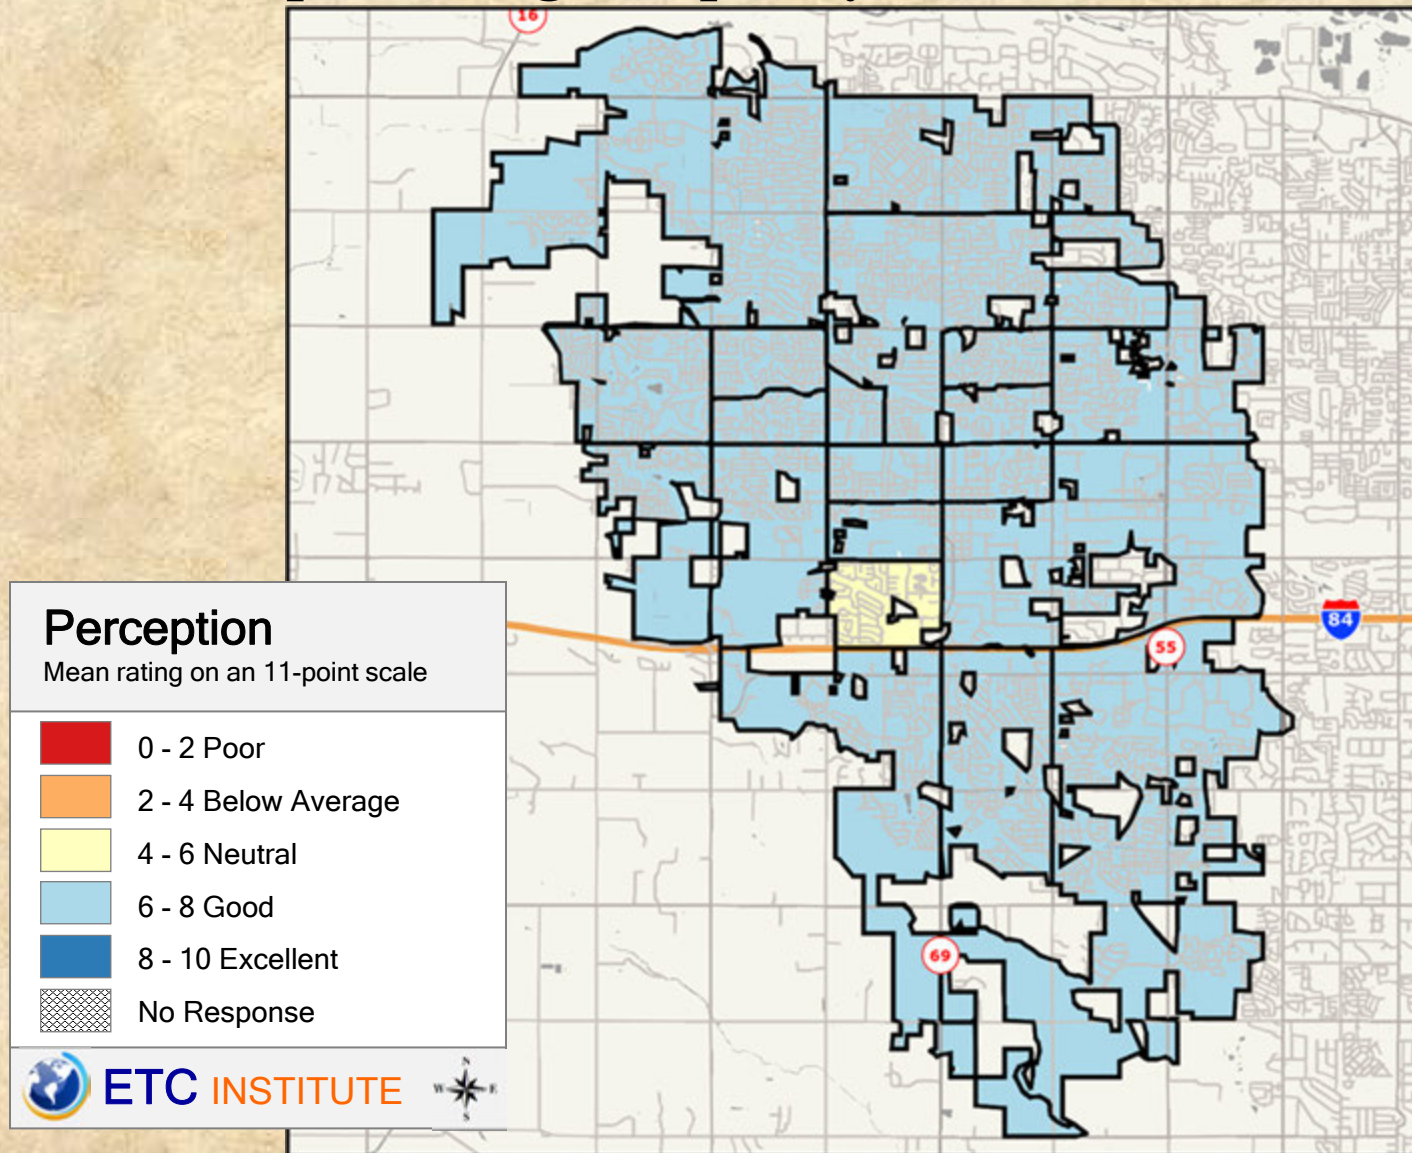 16
84
55
69
Perception
Mean rating on an 11-point scale
0 - 2 Poor
2 - 4 Below Average
4 - 6 Neutral
6 - 8 Good
8 - 10 Excellent
No Response
ETC INSTITUTE
N
W E
S